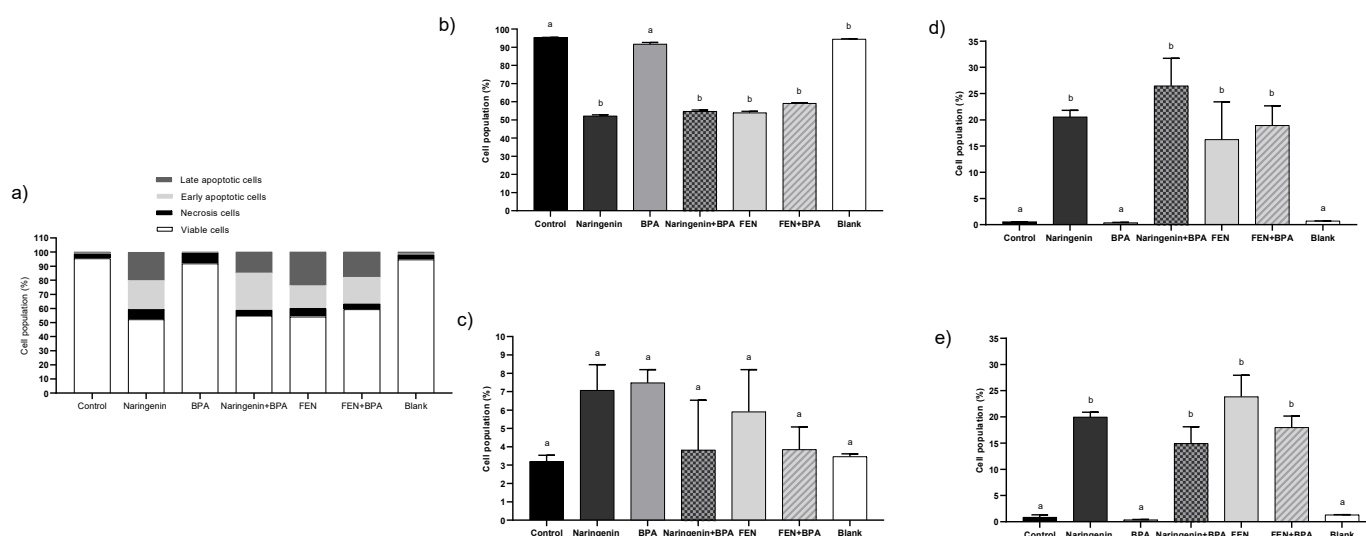 a)
Late apoptotic cells
Early apoptotic cells
Necrosis cells
Viable cells
Cell population (%)
110
100
90
80
70
60
50
40
30
20
10
0
Control Naringenin BPA Naringenin+BPA FEN FEN+BPA Blank
b)
Cell population (%)
100
90
80
70
60
50
40
30
20
10
0
a b a b b b b
Control Naringenin BPA Naringenin+BPA FEN FEN+BPA Blank
c)
Cell population (%)
10
9
8
7
6
5
4
3
2
1
0
a a a a a a a
Control Naringenin BPA Naringenin+BPA FEN FEN+BPA Blank
d)
Cell population (%)
35
30
25
20
15
10
5
0
a b a b b b a
Control Naringenin BPA Naringenin+BPA FEN FEN+BPA Blank
e)
Cell population (%)
35
30
25
20
15
10
5
0
a b a b b b a
Control Naringenin BPA Naringenin+BPA FEN FEN+BPA Blank